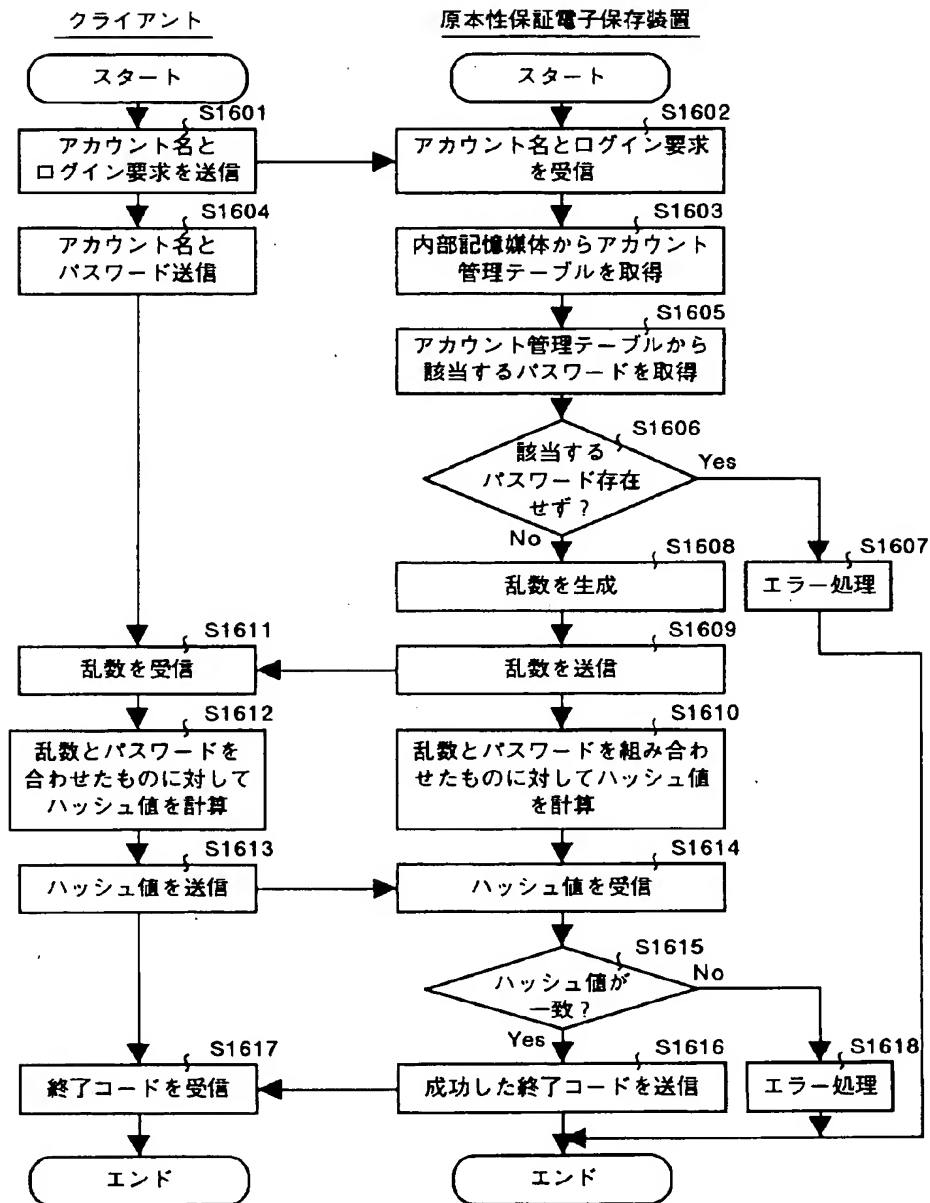 クライアント
原本性保証電子保存装置
スタート
スタート
S1601
S1602
アカウント名と
ログイン要求を送信
アカウント名とログイン要求
を受信
S1604
S1603
アカウント名と
パスワード送信
内部記憶媒体からアカウント
管理テーブルを取得
S1605
アカウント管理テーブルから
該当するパスワードを取得
S1606
該当する
パスワード存在
せず?
Yes
No
S1608
S1607
乱数を生成
エラー処理
S1611
S1609
乱数を受信
乱数を送信
S1612
S1610
乱数とパスワードを
合わせたものに対して
ハッシュ値を計算
乱数とパスワードを組み合わ
せたものに対してハッシュ値
を計算
S1613
S1614
ハッシュ値を送信
ハッシュ値を受信
S1615
ハッシュ値が
一致?
No
Yes
S1617
S1616
S1618
終了コードを受信
成功した終了コードを送信
エラー処理
エンド
エンド